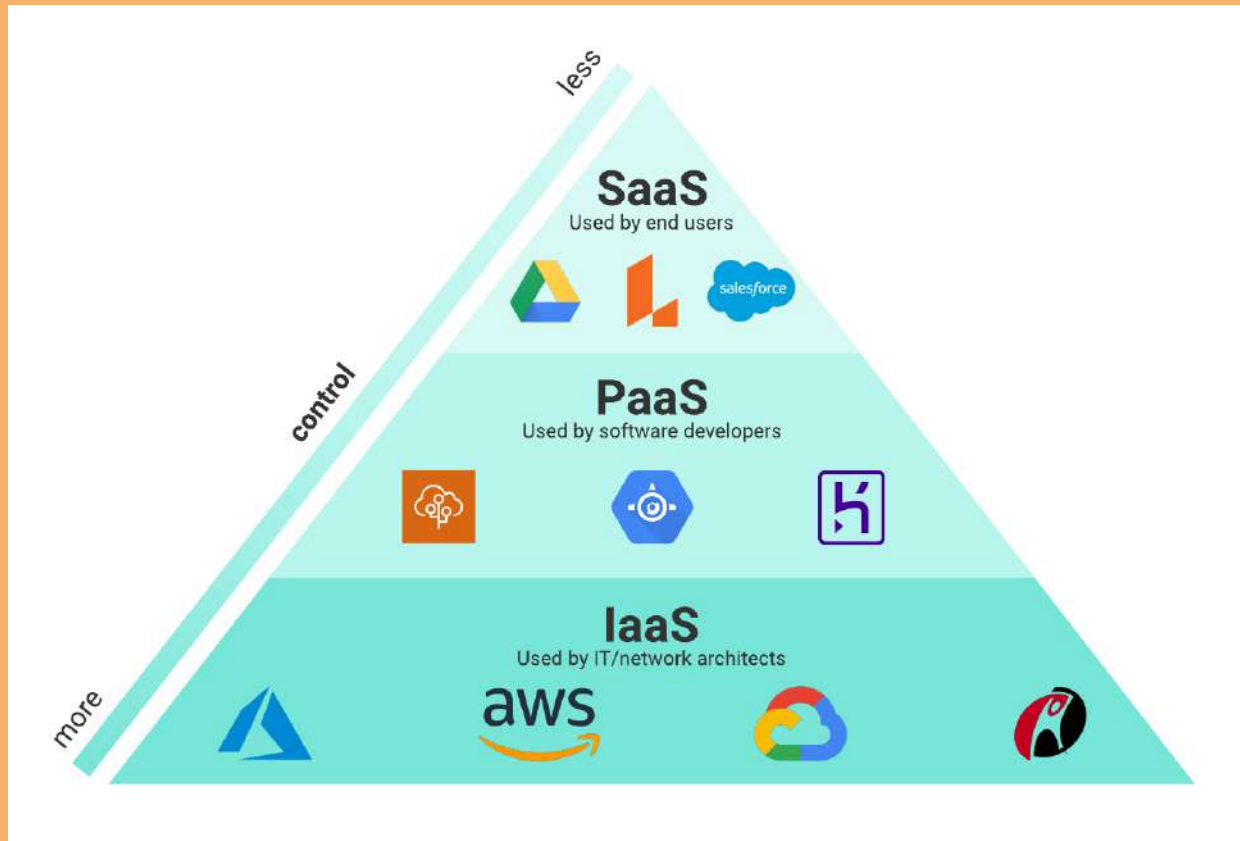 less
SaaS
Used by end users
salesforce
control
PaaS
Used by software developers
IaaS
Used by IT/network architects
aws
more